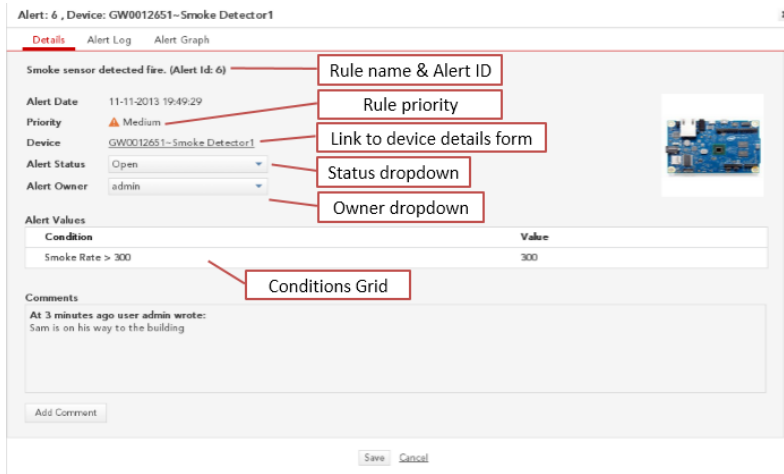 Alert: 6 , Device: GW0012651~Smoke Detector1
Details Alert Log Alert Graph
Smoke sensor detected fire. (Alert Id: 6)
Rule name & Alert ID
Alert Date 11-11-2013 19:49:29
Rule priority
Priority Medium
Device GW0012651~Smoke Detector1
Link to device details form
Alert Status Open
Status dropdown
Alert Owner admin
Owner dropdown
Alert Values
Condition Value
Smoke Rate > 300 300
Conditions Grid
Comments
At 3 minutes ago user admin wrote:
Sam is on his way to the building
Add Comment
Save Cancel